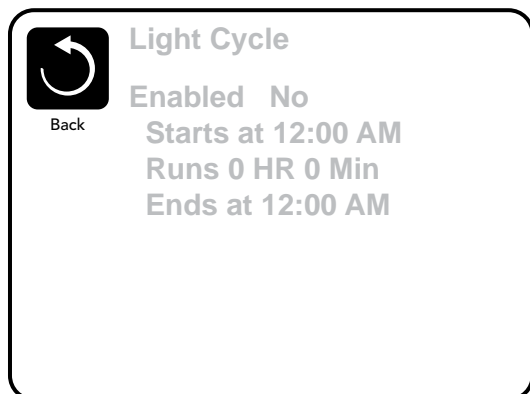 Light Cycle
Back
Enabled No
Starts at 12:00 AM
Runs 0 HR 0 Min
Ends at 12:00 AM